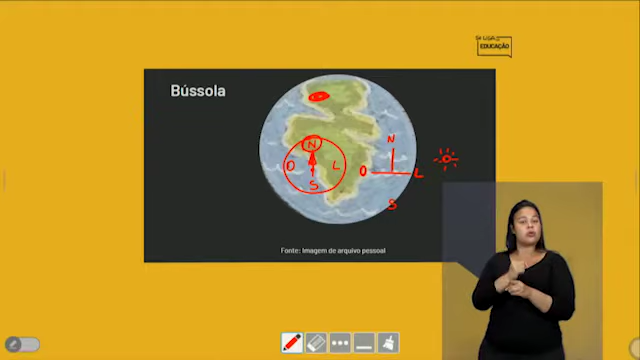 EDUCAÇÃO
Bússola
N
O L
S
N
O L
S
Fonte: Imagem de arquivo pessoal